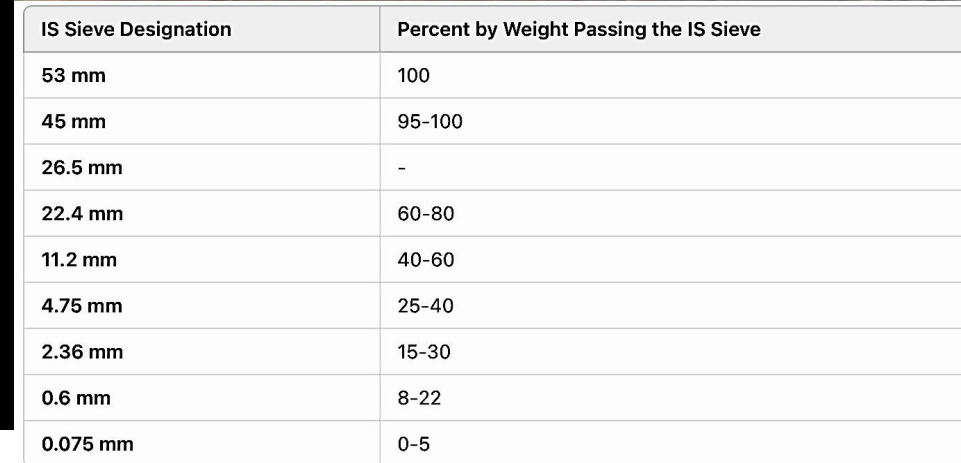 IS Sieve Designation Percent by Weight Passing the IS Sieve
53 mm 100
45 mm 95-100
26.5 mm -
22.4 mm 60-80
11.2 mm 40-60
4.75 mm 25-40
2.36 mm 15-30
0.6 mm 8-22
0.075 mm 0-5